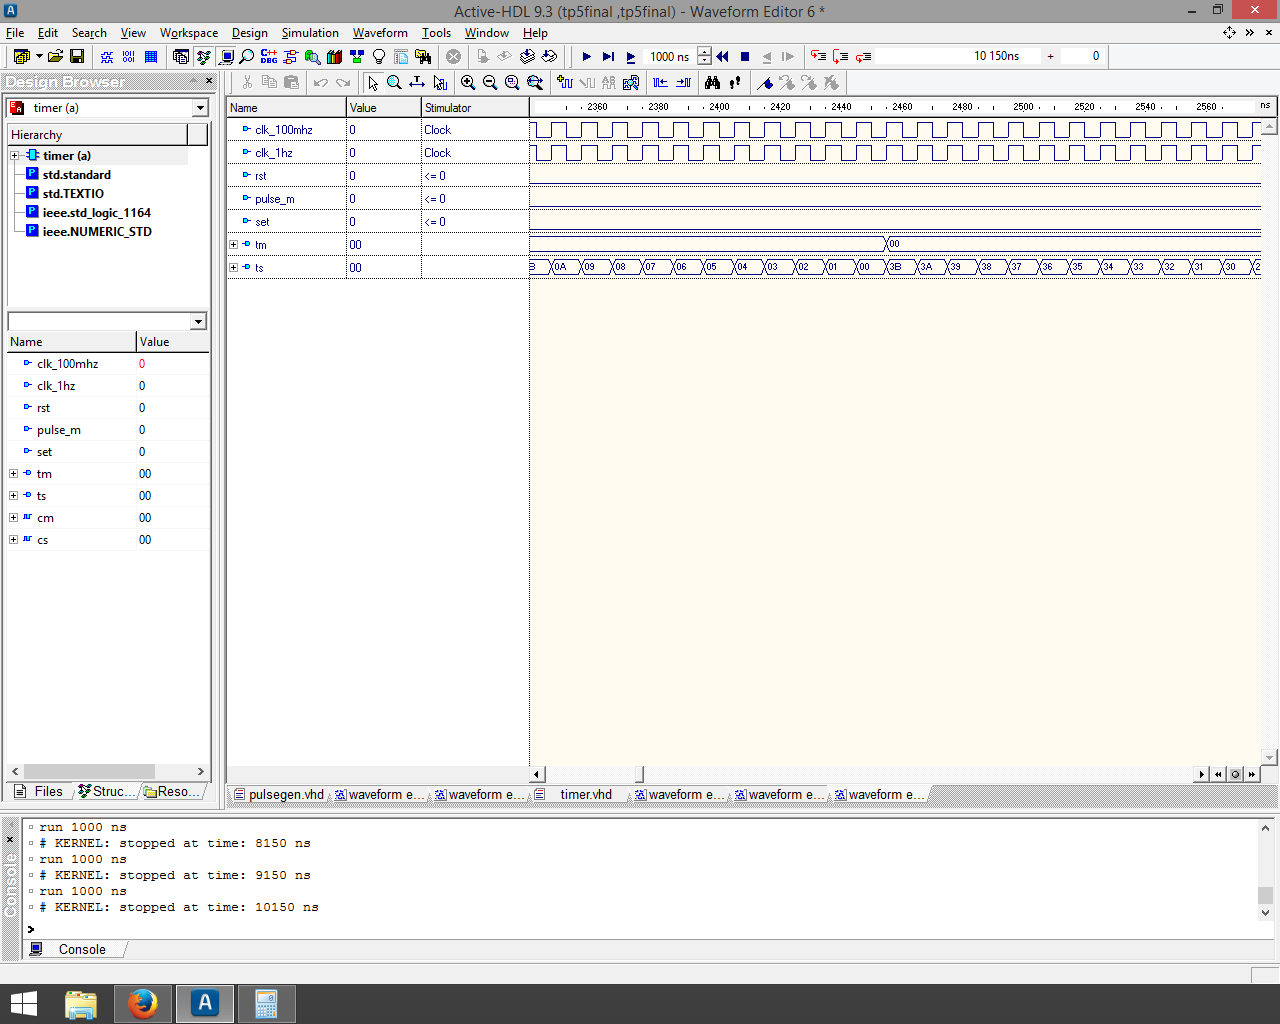 Active-HDL 9.3 (tp5final ,tp5final) - Waveform Editor 6 *
File Edit Search View Workspace Design Simulation Waveform Tools Window Help
1000 ns 10 150ns + 0
Design Browser
timer (a)
Hierarchy
timer (a)
std.standard
std.TEXTIO
ieee.std_logic_1164
ieee.NUMERIC_STD
Name Value
clk_100mhz 0
clk_1hz 0
rst 0
pulse_m 0
set 0
tm 00
ts 00
cm 00
cs 00
Files Struc... Reso...
Name Value Stimulator 2360 2380 2400 2420 2440 2460 2480 2500 2520 2540 2560 ns
clk_100mhz 0 Clock
clk_1hz 0 Clock
rst 0 <= 0
pulse_m 0 <= 0
set 0 <= 0
tm 00 00
ts 00 0A 09 08 07 06 05 04 03 02 01 00 3B 3A 39 38 37 36 35 34 33 32 31 30
pulsegen.vhd waveform e... waveform e... timer.vhd waveform e... waveform e... waveform e...
run 1000 ns
# KERNEL: stopped at time: 8150 ns
run 1000 ns
# KERNEL: stopped at time: 9150 ns
run 1000 ns
# KERNEL: stopped at time: 10150 ns
>
Console
Console